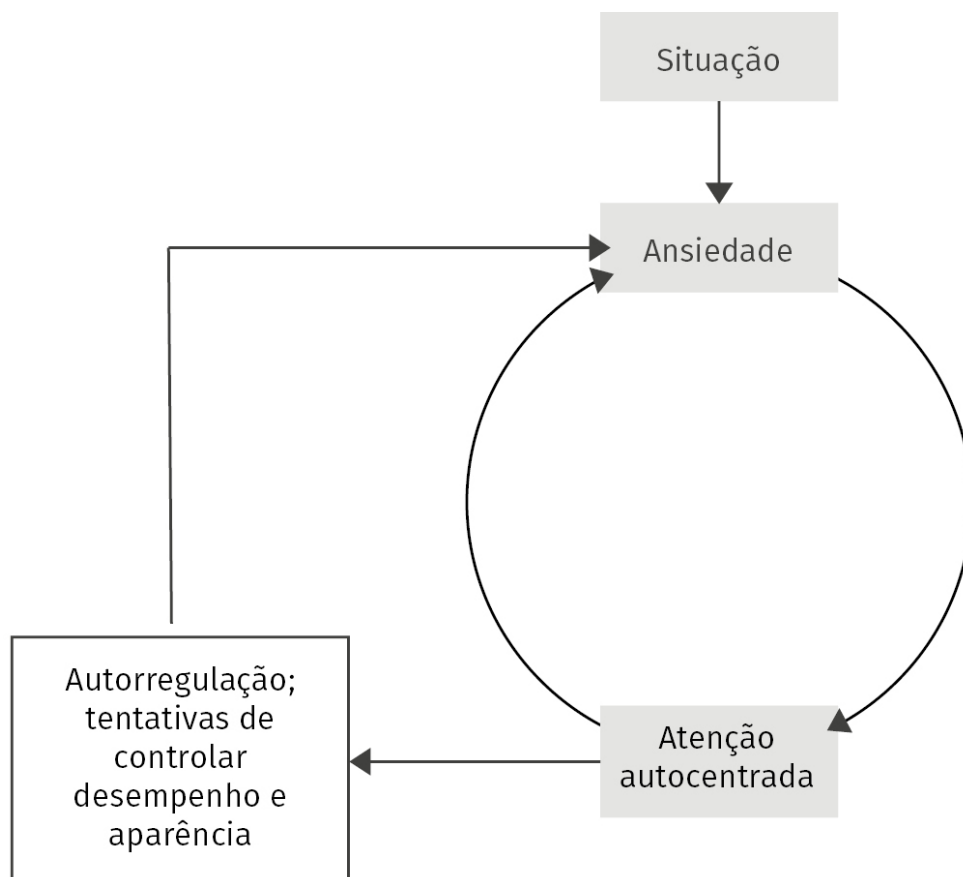 Situação
Ansiedade
Atenção
autocentrada
Autorregulação;
tentativas de
controlar
desempenho e
aparência